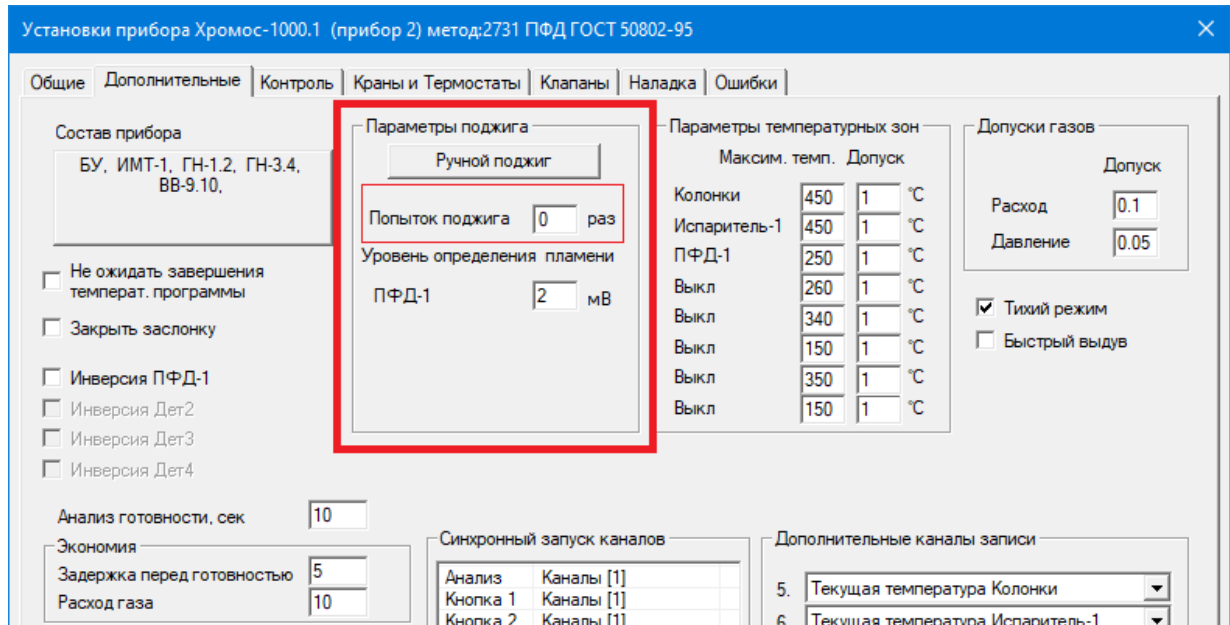 Установки прибора Хромос-1000.1 (прибор 2) метод:2731 ПФД ГОСТ 50802-95
Общие
Дополнительные
Контроль
Краны и Термостаты
Клапаны
Наладка
Ошибки
Состав прибора
БУ, ИМТ-1, ГН-1.2, ГН-3.4,
ВВ-9.10,
Не ожидать завершения
температ. программы
Закрыть заслонку
Инверсия ПФД-1
Инверсия Дет2
Инверсия Дет3
Инверсия Дет4
Параметры поджига
Ручной поджиг
Попыток поджига 0 раз
Уровень определения пламени
ПФД-1 2 мВ
Параметры температурных зон
Максим. темп. Допуск
Колонки 450 1 °C
Испаритель-1 450 1 °C
ПФД-1 250 1 °C
Выкл 260 1 °C
Выкл 340 1 °C
Выкл 150 1 °C
Выкл 350 1 °C
Выкл 150 1 °C
Допуски газов
Допуск
Расход 0.1
Давление 0.05
Тихий режим
Быстрый выдув
Анализ готовности, сек 10
Экономия
Задержка перед готовностью 5
Расход газа 10
Синхронный запуск каналов
Анализ Каналы [1]
Кнопка 1 Каналы [1]
Кнопка 2 Каналы [1]
Дополнительные каналы записи
5. Текущая температура Колонки
6. Текущая температура Испаритель-1